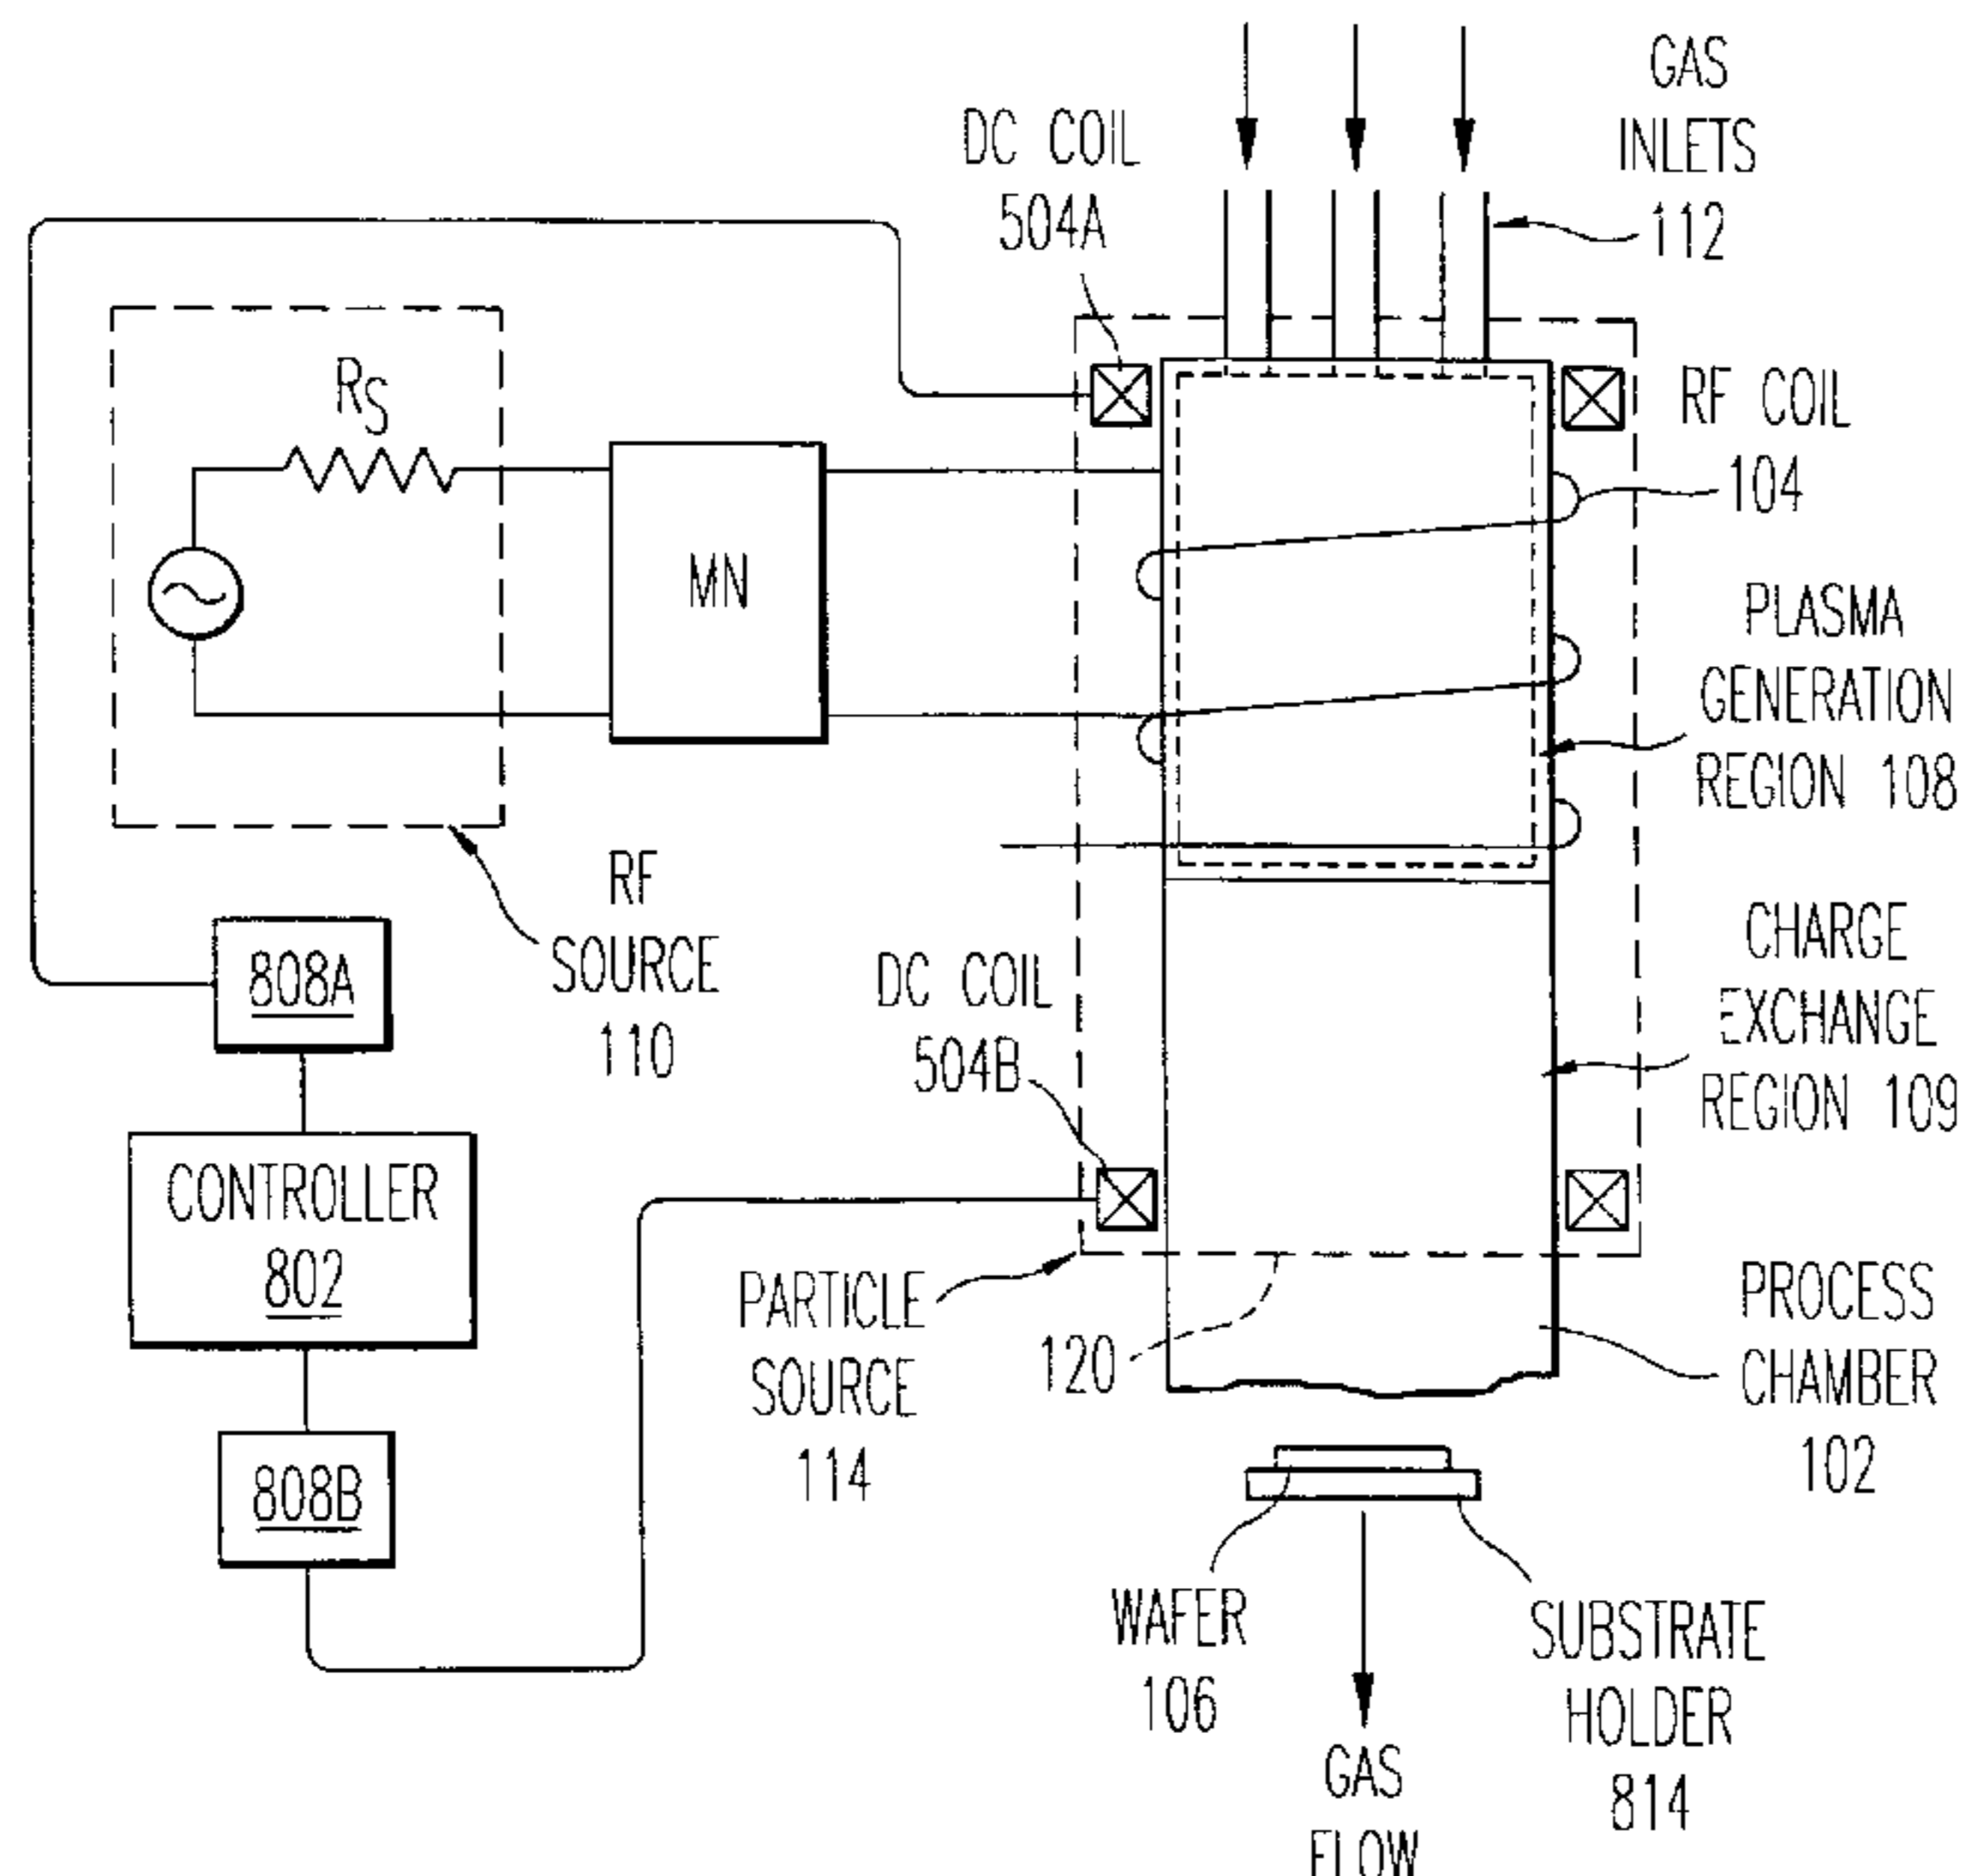 GAS
INLETS
112
DC COIL
504A
RS
RF COIL
104
MN
PLASMA
GENERATION
REGION 108
RF
SOURCE
110
808A
DC COIL
504B
CHARGE
EXCHANGE
REGION 109
CONTROLLER
802
PARTICLE
SOURCE
114
120
PROCESS
CHAMBER
102
808B
WAFER
106
SUBSTRATE
HOLDER
814
GAS
FLOW